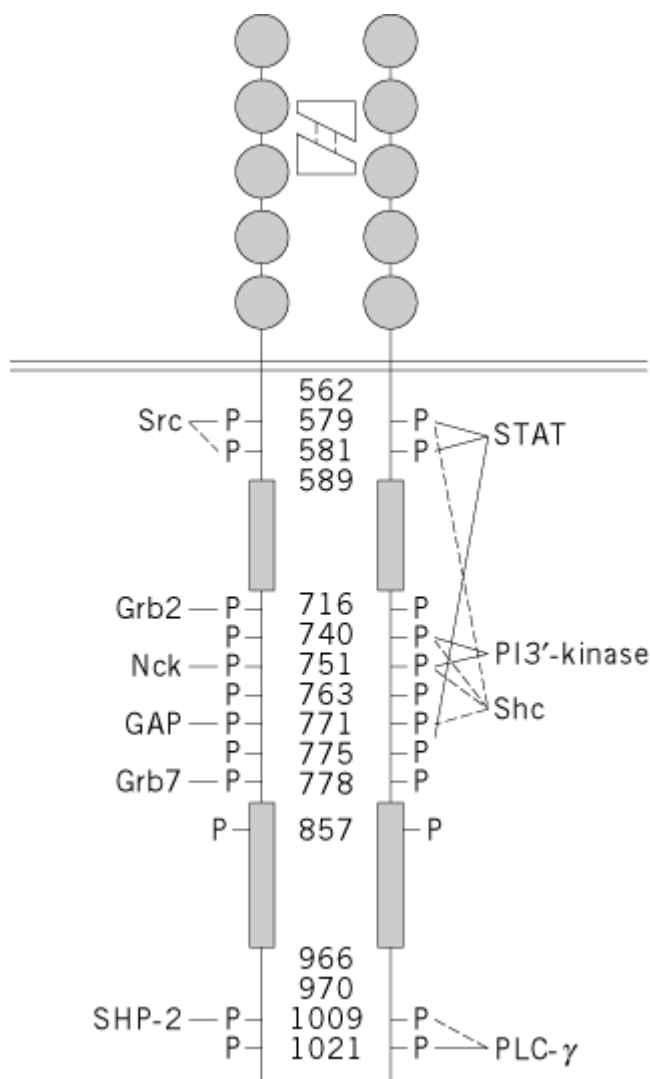 562
Src P 579 P STAT
P 581 P
589
Grb2 P 716 P
P 740 P
PI3′-kinase
Nck P 751 P
P 763 P
Shc
GAP P 771 P
P 775 P
Grb7 P 778 P
P 857 P
966
970
SHP-2 P 1009 P
P 1021 P PLC-γ